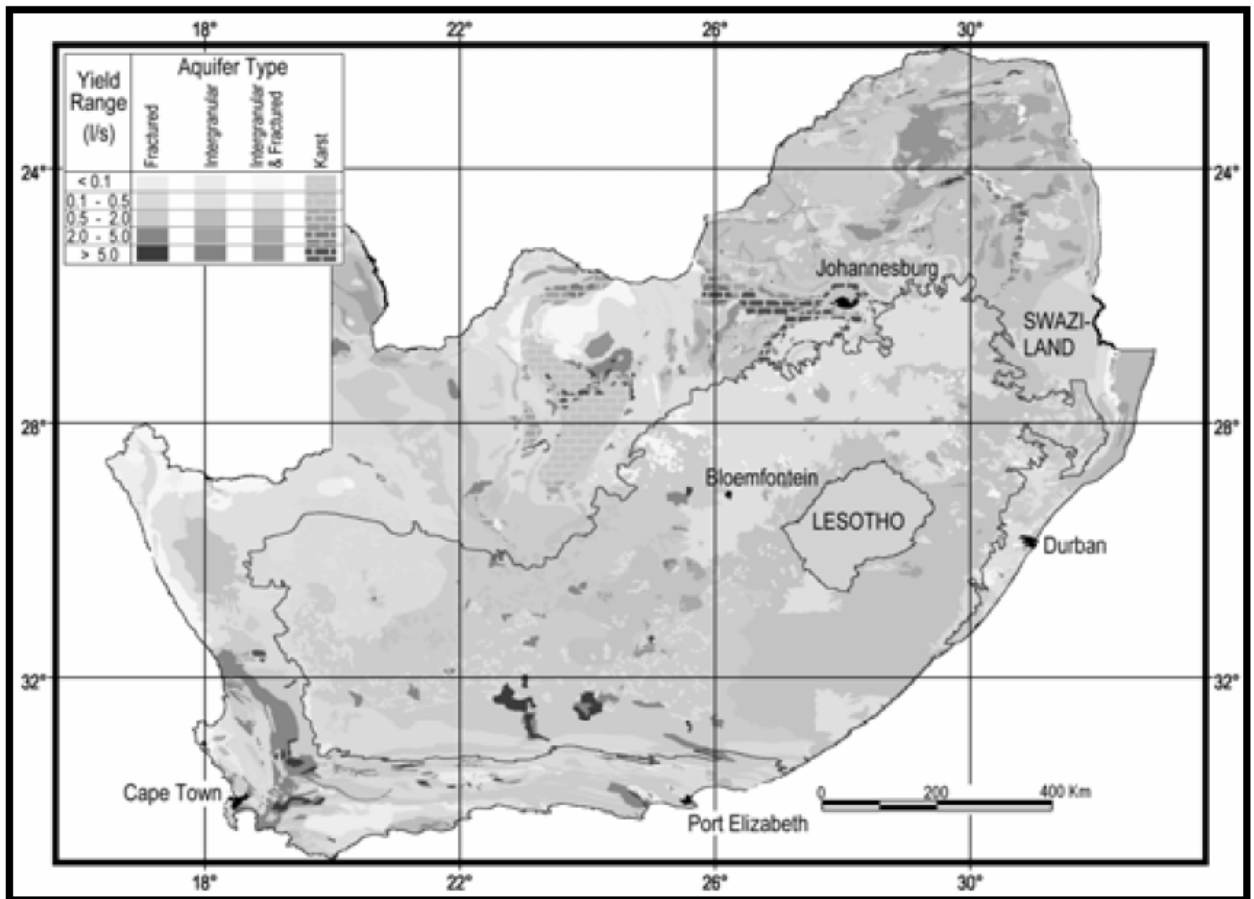 18°
22°
26°
30°
Yield
Range
(l/s)
Aquifer Type
Fractured
Intergranular
Intergranular
& Fractured
Karst
< 0.1
0.1 - 0.5
0.5 - 2.0
2.0 - 5.0
> 5.0
24°
24°
Johannesburg
SWAZI-
LAND
28°
28°
Bloemfontein
LESOTHO
Durban
32°
32°
Cape Town
0
200
400 Km
Port Elizabeth
18°
22°
26°
30°